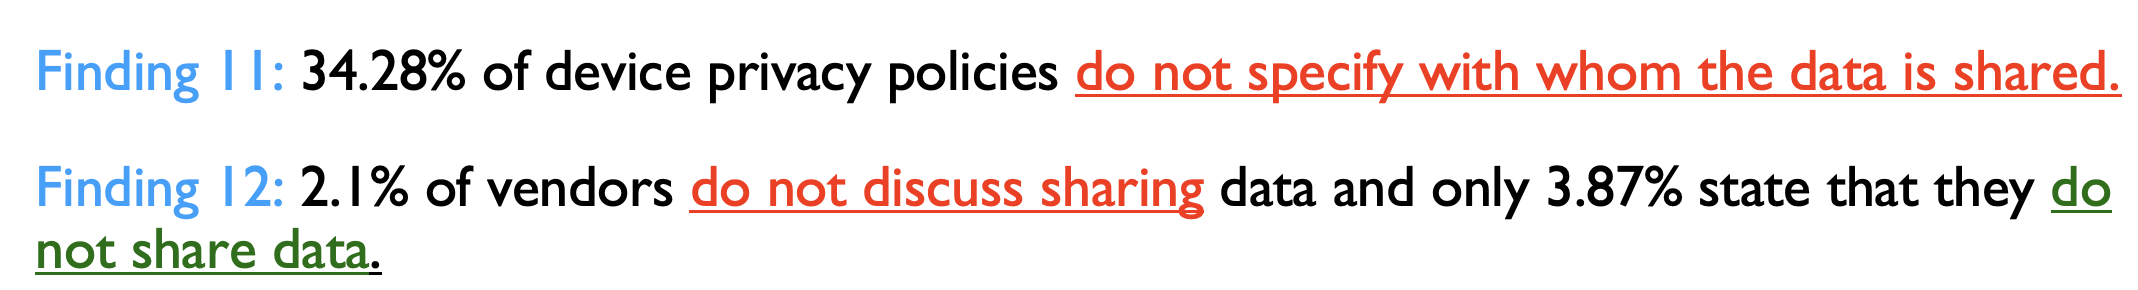 Finding 11: 34.28% of device privacy policies do not specify with whom the data is shared.
Finding 12: 2.1% of vendors do not discuss sharing data and only 3.87% state that they do
not share data.